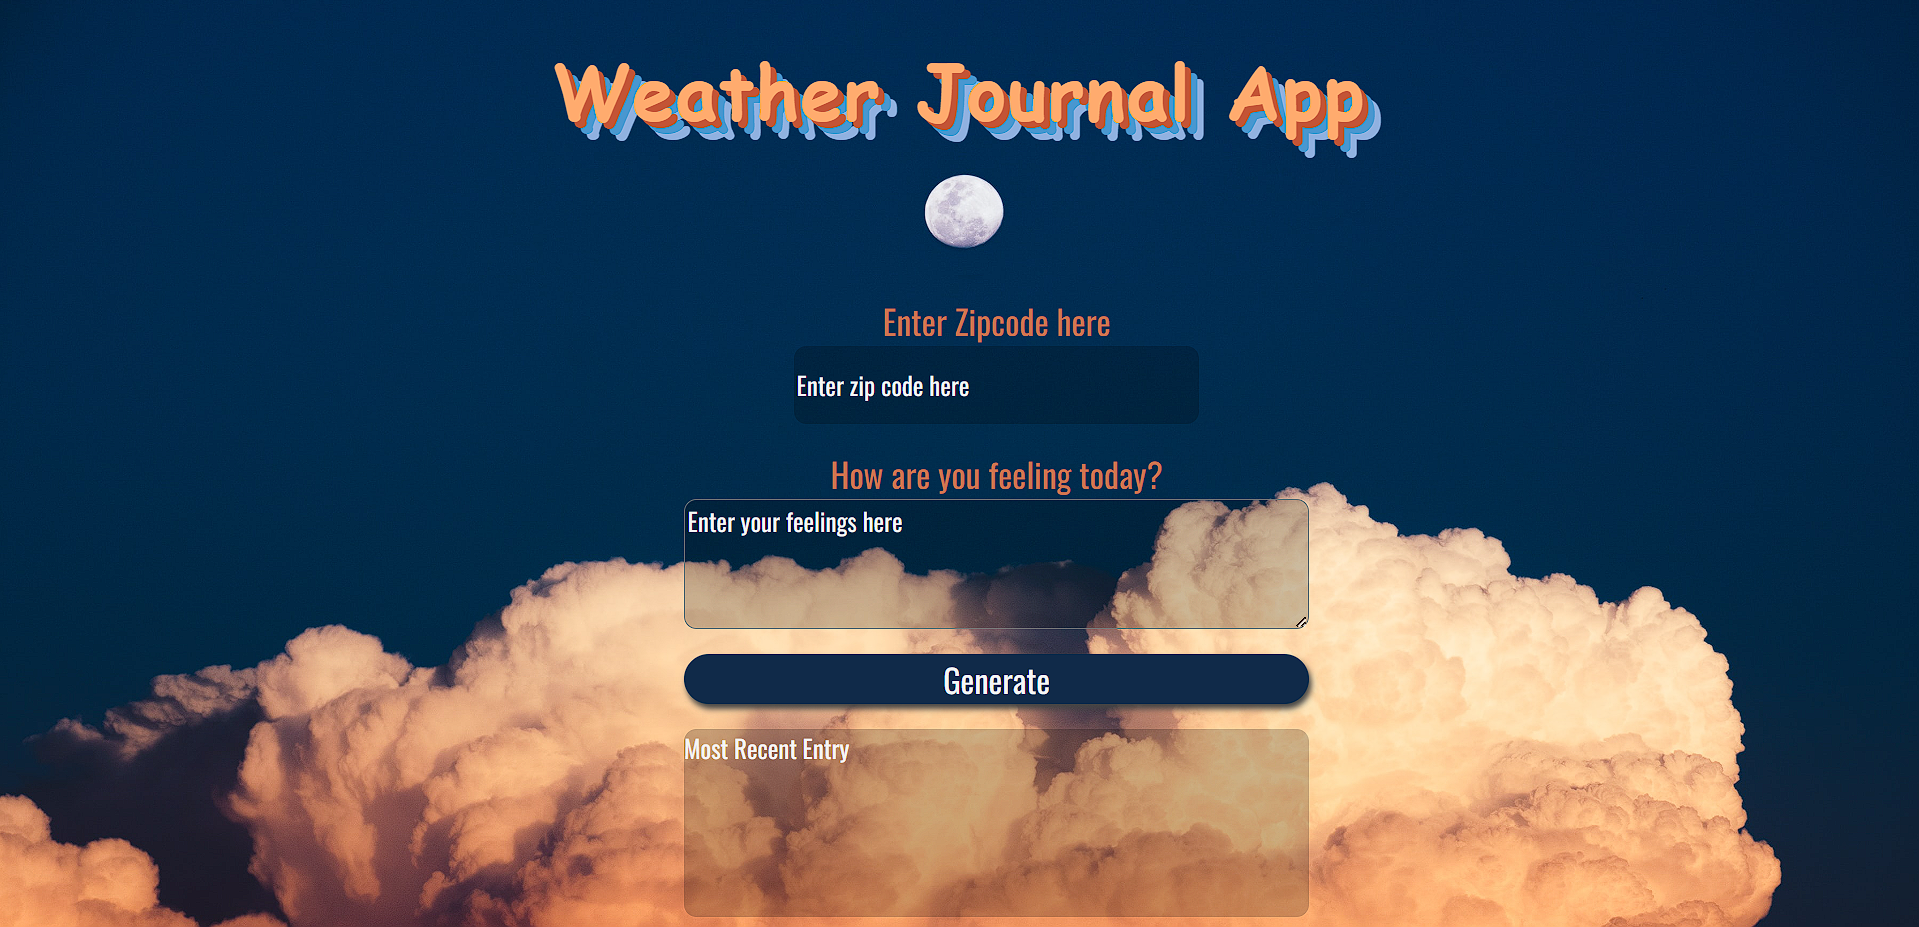 Weather Journal App
Enter Zipcode here
Enter zip code here
How are you feeling today?
Enter your feelings here
Generate
Most Recent Entry